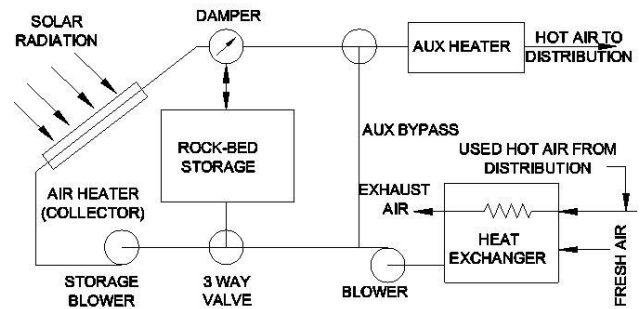 SOLAR
RADIATION
DAMPER
AUX HEATER
HOT AIR TO
DISTRIBUTION
ROCK-BED
STORAGE
AUX BYPASS
USED HOT AIR FROM
DISTRIBUTION
AIR HEATER
(COLLECTOR)
EXHAUST
AIR
HEAT
EXCHANGER
FRESH AIR
STORAGE
BLOWER
3 WAY
VALVE
BLOWER